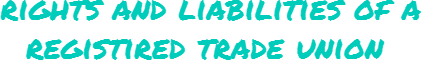 RIGHTS AND LIABILITIES OF A
REGISTIRED TRADE UNION